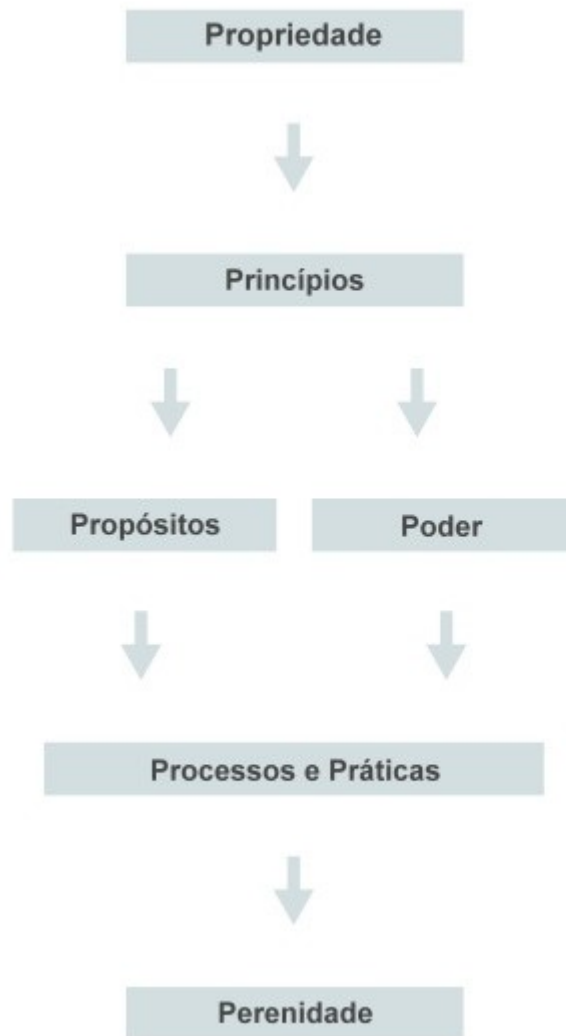 Propriedade
Princípios
Propósitos
Poder
Processos e Práticas
Perenidade